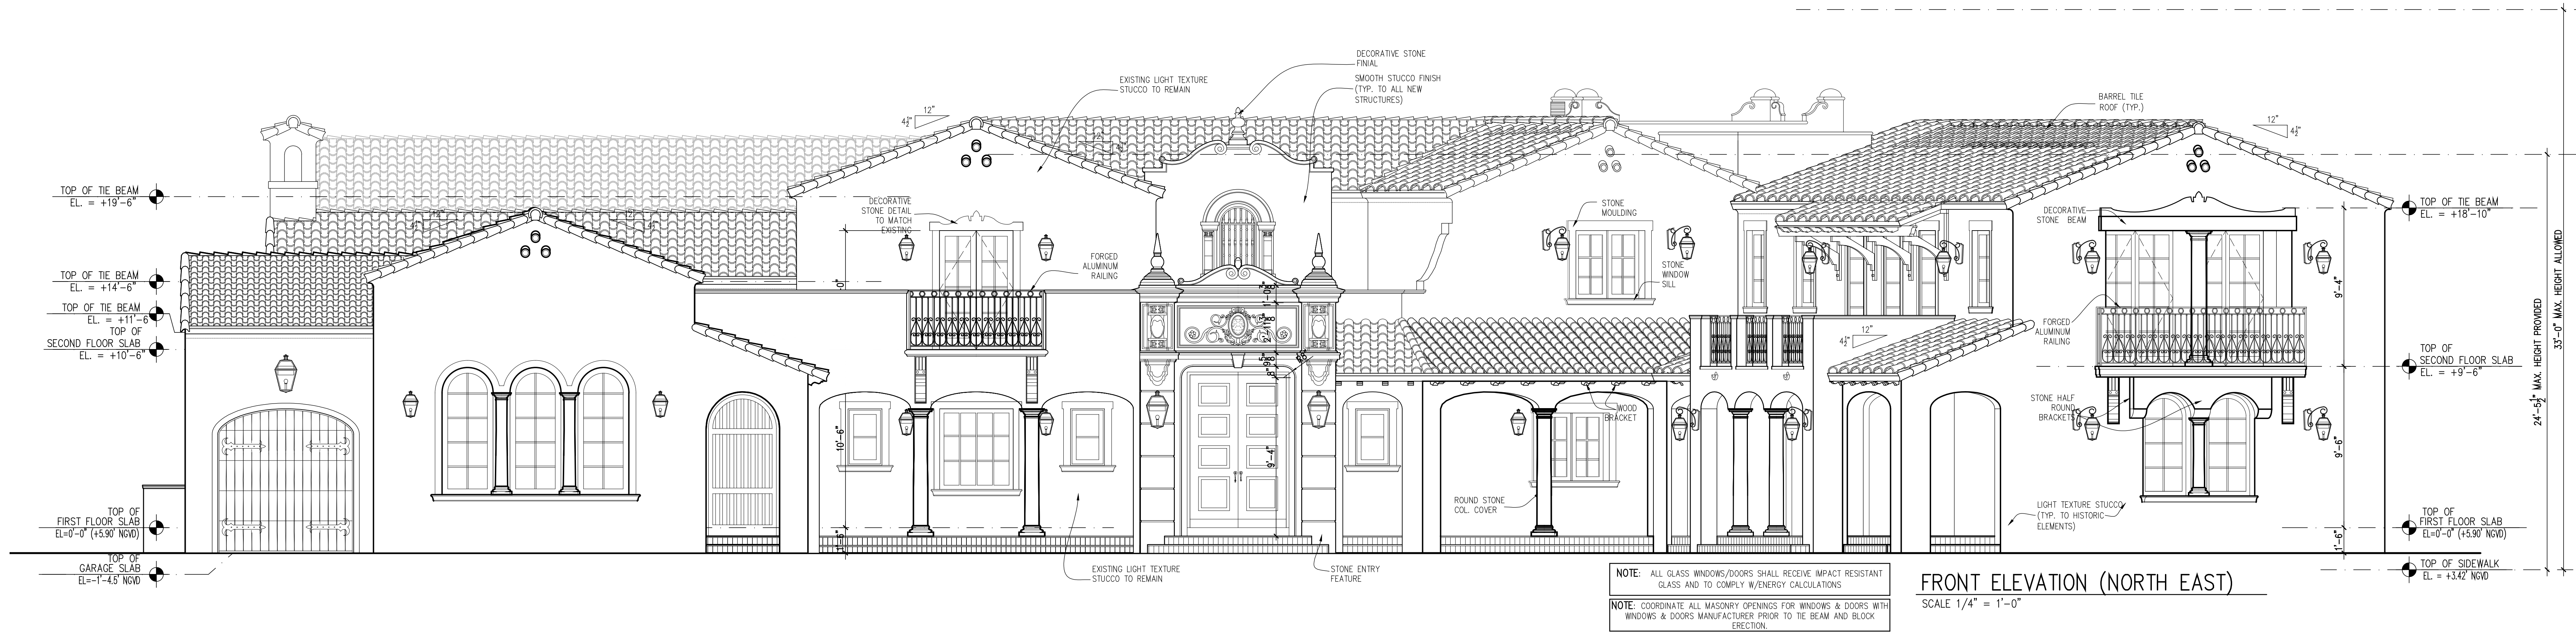 DECORATIVE STONE
FINIAL
SMOOTH STUCCO FINISH
(TYP. TO ALL NEW
STRUCTURES)
EXISTING LIGHT TEXTURE
STUCCO TO REMAIN
BARREL TILE
ROOF (TYP.)
12"
4½"
12"
12"
4½"
12"
4½"
12"
4½"
TOP OF TIE BEAM
EL. = +19'-6"
TOP OF TIE BEAM
EL. = +14'-6"
TOP OF TIE BEAM
EL. = +11'-6
TOP OF
SECOND FLOOR SLAB
EL. = +10'-6"
TOP OF
FIRST FLOOR SLAB
EL=0'-0" (+5.90' NGVD)
TOP OF
GARAGE SLAB
EL=-1'-4.5' NGVD
DECORATIVE
STONE DETAIL
TO MATCH
EXISTING
FORGED
ALUMINUM
RAILING
10'-6"
1'-6"
9'-4"
STONE
MOULDING
STONE
WINDOW
SILL
WOOD
BRACKET
ROUND STONE
COL. COVER
12"
4½"
DECORATIVE
STONE BEAM
FORGED
ALUMINUM
RAILING
STONE HALF
ROUND
BRACKETS
LIGHT TEXTURE STUCCO
(TYP. TO HISTORIC
ELEMENTS)
9'-4"
9'-6"
1'-6"
TOP OF TIE BEAM
EL. = +18'-10"
TOP OF
SECOND FLOOR SLAB
EL. = +9'-6"
TOP OF
FIRST FLOOR SLAB
EL=0'-0" (+5.90' NGVD)
TOP OF SIDEWALK
EL. = +3.42' NGVD
24'-5½" MAX. HEIGHT PROVIDED
33'-0" MAX. HEIGHT ALLOWED
EXISTING LIGHT TEXTURE
STUCCO TO REMAIN
STONE ENTRY
FEATURE
NOTE: ALL GLASS WINDOWS/DOORS SHALL RECEIVE IMPACT RESISTANT
GLASS AND TO COMPLY W/ENERGY CALCULATIONS
NOTE: COORDINATE ALL MASONRY OPENINGS FOR WINDOWS & DOORS WITH
WINDOWS & DOORS MANUFACTURER PRIOR TO TIE BEAM AND BLOCK
ERECTION.
FRONT ELEVATION (NORTH EAST)
SCALE 1/4" = 1'-0"